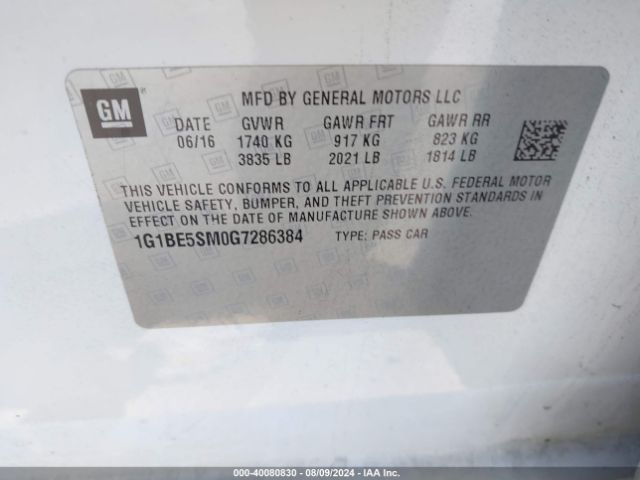 GM
MFD BY GENERAL MOTORS LLC
DATE GVWR GAWR FRT GAWR RR
06/16 1740 KG 917 KG 823 KG
3835 LB 2021 LB 1814 LB
THIS VEHICLE CONFORMS TO ALL APPLICABLE U.S. FEDERAL MOTOR
VEHICLE SAFETY, BUMPER, AND THEFT PREVENTION STANDARDS IN
EFFECT ON THE DATE OF MANUFACTURE SHOWN ABOVE.
1G1BE5SM0G7286384 TYPE: PASS CAR
000-40080830 - 08/09/2024 - IAA Inc.